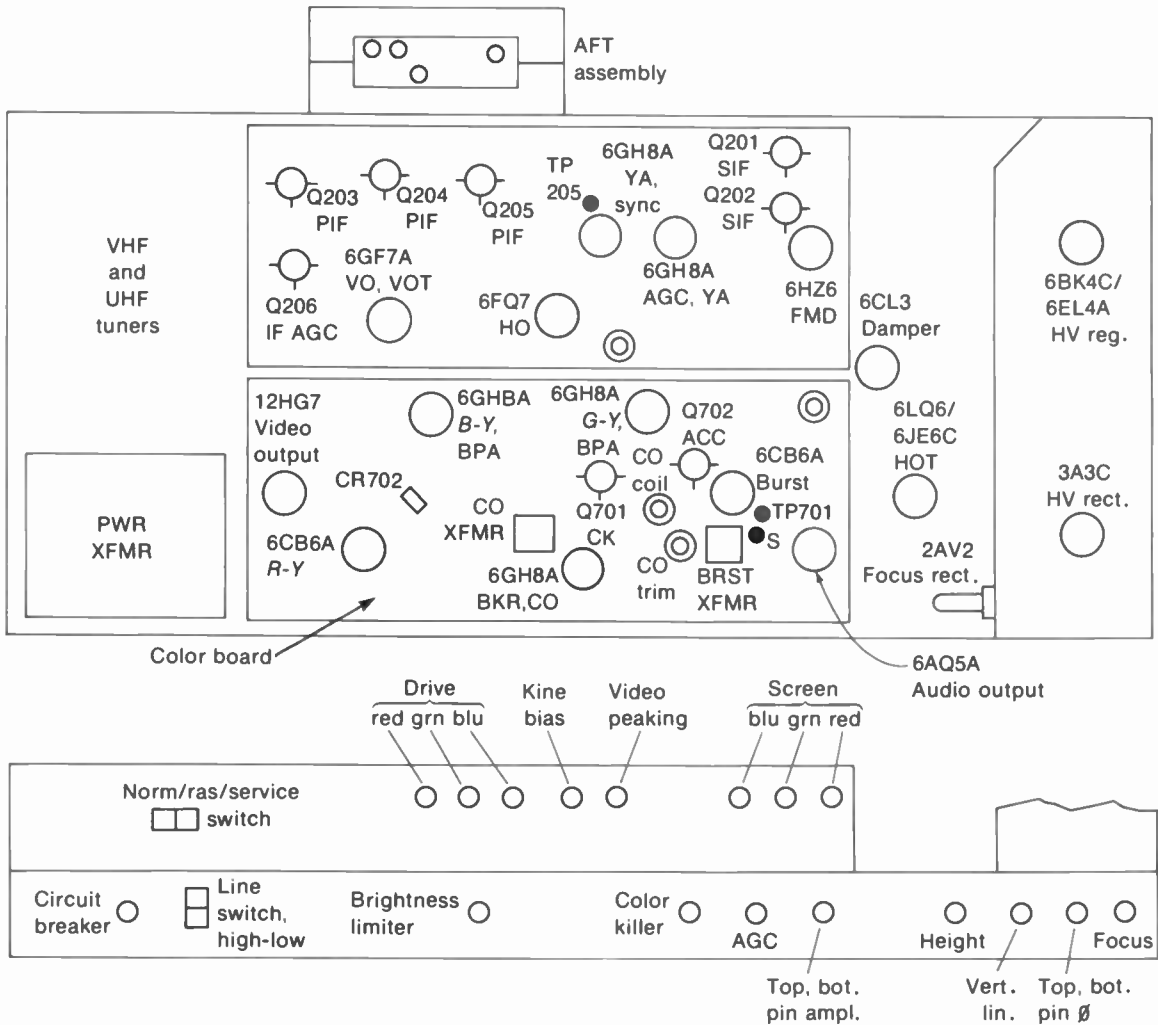 AFT
assembly
VHF
and
UHF
tuners
Q203
PIF
Q204
PIF
Q205
PIF
TP
205
6GH8A
YA,
sync
Q201
SIF
Q202
SIF
Q206
IF AGC
6GF7A
VO, VOT
6FQ7
HO
6GH8A
AGC, YA
6HZ6
FMD
6CL3
Damper
6BK4C/
6EL4A
HV reg.
12HG7
Video
output
6GHBA
B-Y,
BPA
6GH8A
G-Y,
BPA
Q702
ACC
6CB6A
Burst
6LQ6/
6JE6C
HOT
3A3C
HV rect.
PWR
XFMR
CR702
6CB6A
R-Y
CO
XFMR
Q701
CK
CO
coil
TP701
S
6GH8A
BKR,CO
CO
trim
BRST
XFMR
2AV2
Focus rect.
Color board
6AQ5A
Audio output
Drive
red grn blu
Kine
bias
Video
peaking
Screen
blu grn red
Norm/ras/service
switch
Circuit
breaker
Line
switch,
high-low
Brightness
limiter
Color
killer
AGC
Height
Focus
Top, bot.
pin ampl.
Vert.
lin.
Top, bot.
pin Ø